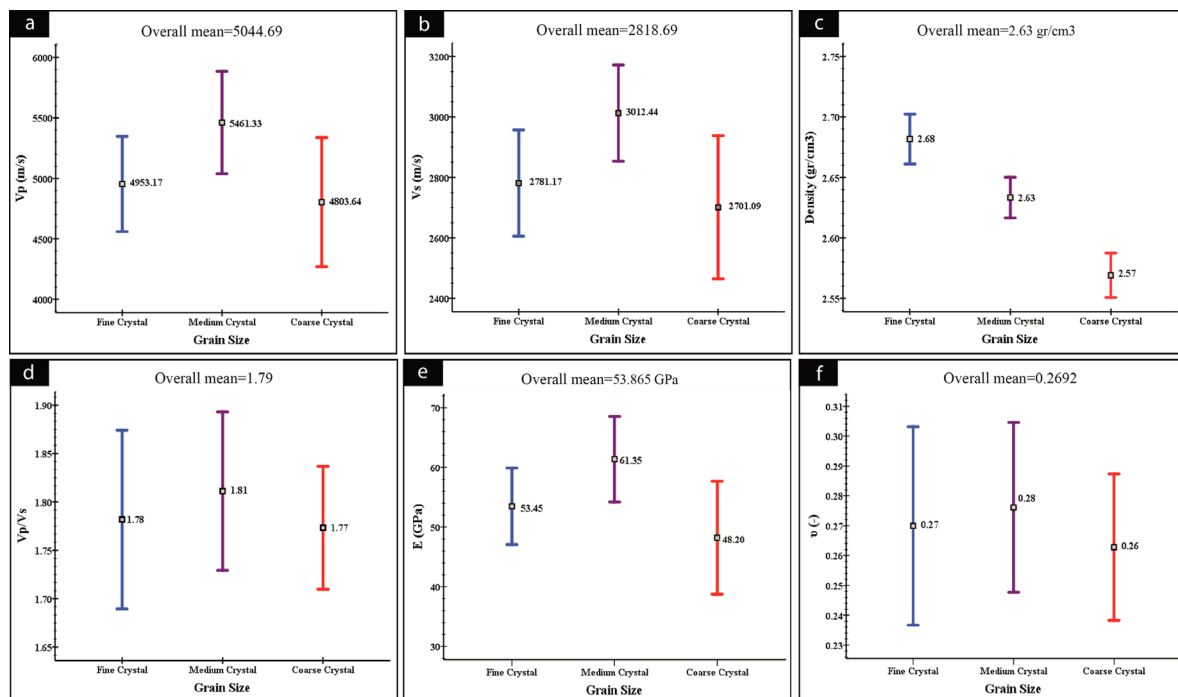 a
Overall mean=5044.69
Vp (m/s)
6000
5500
5000
4500
4000
4953.17
5461.33
4803.64
Fine Crystal Medium Crystal Coarse Crystal
Grain Size
b
Overall mean=2818.69
Vs (m/s)
3200
3000
2800
2600
2400
2781.17
3012.44
2701.09
Fine Crystal Medium Crystal Coarse Crystal
Grain Size
c
Overall mean=2.63 gr/cm3
Density (gr/cm3)
2.75
2.70
2.65
2.60
2.55
2.68
2.63
2.57
Fine Crystal Medium Crystal Coarse Crystal
Grain Size
d
Overall mean=1.79
Vp/Vs
1.90
1.85
1.80
1.75
1.70
1.65
1.78
1.81
1.77
Fine Crystal Medium Crystal Coarse Crystal
Grain Size
e
Overall mean=53.865 GPa
E (GPa)
70
60
50
40
30
53.45
61.35
48.20
Fine Crystal Medium Crystal Coarse Crystal
Grain Size
f
Overall mean=0.2692
υ (-)
0.31
0.30
0.29
0.28
0.27
0.26
0.25
0.24
0.23
0.27
0.28
0.26
Fine Crystal Medium Crystal Coarse Crystal
Grain Size